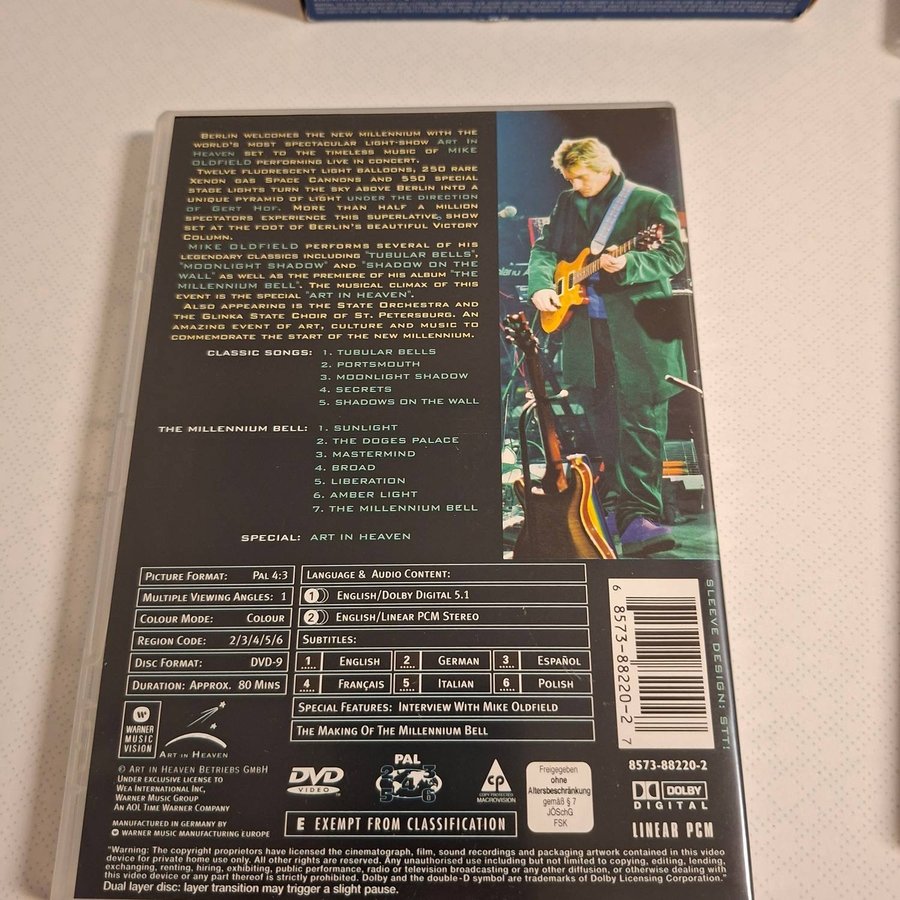 BERLIN WELCOMES THE NEW MILLENNIUM WITH THE
WORLD'S MOST SPECTACULAR LIGHT-SHOW ART IN
HEAVEN SET TO THE TIMELESS MUSIC OF MIKE
OLDFIELD PERFORMING LIVE IN CONCERT.
TWELVE FLUORESCENT LIGHT BALLOONS, 250 RARE
XENON GAS SPACE CANNONS AND 550 SPECIAL
STAGE LIGHTS TURN THE SKY ABOVE BERLIN INTO A
UNIQUE PYRAMID OF LIGHT UNDER THE DIRECTION
OF GERT HOF. MORE THAN HALF A MILLION
SPECTATORS EXPERIENCE THIS SUPERLATIVE SHOW
SET AT THE FOOT OF BERLIN'S BEAUTIFUL VICTORY
COLUMN.
MIKE OLDFIELD PERFORMS SEVERAL OF HIS
LEGENDARY CLASSICS INCLUDING "TUBULAR BELLS",
"MOONLIGHT SHADOW" AND "SHADOW ON THE
WALL" AS WELL AS THE PREMIERE OF HIS ALBUM "THE
MILLENNIUM BELL". THE MUSICAL CLIMAX OF THIS
EVENT IS THE SPECIAL "ART IN HEAVEN".
ALSO APPEARING IS THE STATE ORCHESTRA AND
THE GLINKA STATE CHOIR OF ST. PETERSBURG. AN
AMAZING EVENT OF ART, CULTURE AND MUSIC TO
COMMEMORATE THE START OF THE NEW MILLENNIUM.
CLASSIC SONGS: 1. TUBULAR BELLS
2. PORTSMOUTH
3. MOONLIGHT SHADOW
4. SECRETS
5. SHADOWS ON THE WALL
THE MILLENNIUM BELL: 1. SUNLIGHT
2. THE DOGES PALACE
3. MASTERMIND
4. BROAD
5. LIBERATION
6. AMBER LIGHT
7. THE MILLENNIUM BELL
SPECIAL: ART IN HEAVEN
PICTURE FORMAT: PAL 4:3
MULTIPLE VIEWING ANGLES: 1
COLOUR MODE: COLOUR
REGION CODE: 2/3/4/5/6
DISC FORMAT: DVD-9
DURATION: APPROX. 80 MINS
LANGUAGE & AUDIO CONTENT:
1 ENGLISH/DOLBY DIGITAL 5.1
2 ENGLISH/LINEAR PCM STEREO
SUBTITLES:
1 ENGLISH 2 GERMAN 3 ESPAÑOL
4 FRANÇAIS 5 ITALIAN 6 POLISH
SPECIAL FEATURES: INTERVIEW WITH MIKE OLDFIELD
THE MAKING OF THE MILLENNIUM BELL
6 8573-88220-2 7
SLEEVE DESIGN: STT!
8573-88220-2
WARNER
MUSIC
VISION
ART IN HEAVEN
© ART IN HEAVEN BETRIEBS GMBH
UNDER EXCLUSIVE LICENSE TO
WEA INTERNATIONAL INC,
WARNER MUSIC GROUP
AN AOL TIME WARNER COMPANY
MANUFACTURED IN GERMANY BY
WARNER MUSIC MANUFACTURING EUROPE
DVD
VIDEO
PAL
2 4 3
5 6
CP
COPY PROTECTED
MACROVISION
E EXEMPT FROM CLASSIFICATION
Freigegeben
ohne
Altersbeschränkung
gemäß § 7
JÖSchG
FSK
DOLBY
DIGITAL
LINEAR PCM
"Warning: The copyright proprietors have licensed the cinematograph, film, sound recordings and packaging artwork contained in this video
device for private home use only. All other rights are reserved. Any unauthorised use including but not limited to copying, editing, lending,
exchanging, renting, hiring, exhibiting, public performance, radio or television broadcasting or any other diffusion, or otherwise dealing with
this video device or any part thereof is strictly prohibited. Dolby and the double-D symbol are trademarks of Dolby Licensing Corporation."
Dual layer disc: layer transition may trigger a slight pause.